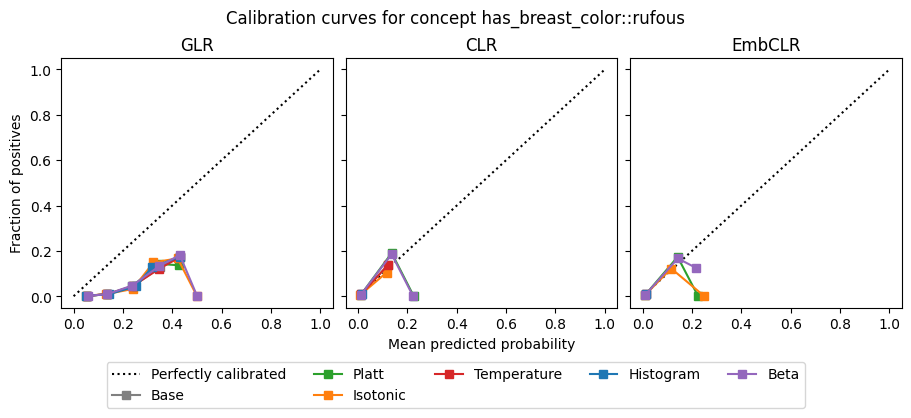 Calibration curves for concept has_breast_color::rufous
GLR
CLR
EmbCLR
Fraction of positives
1.0
0.8
0.6
0.4
0.2
0.0
0.0 0.2 0.4 0.6 0.8 1.0
0.0 0.2 0.4 0.6 0.8 1.0
0.0 0.2 0.4 0.6 0.8 1.0
Mean predicted probability
Perfectly calibrated
Base
Platt
Isotonic
Temperature
Histogram
Beta